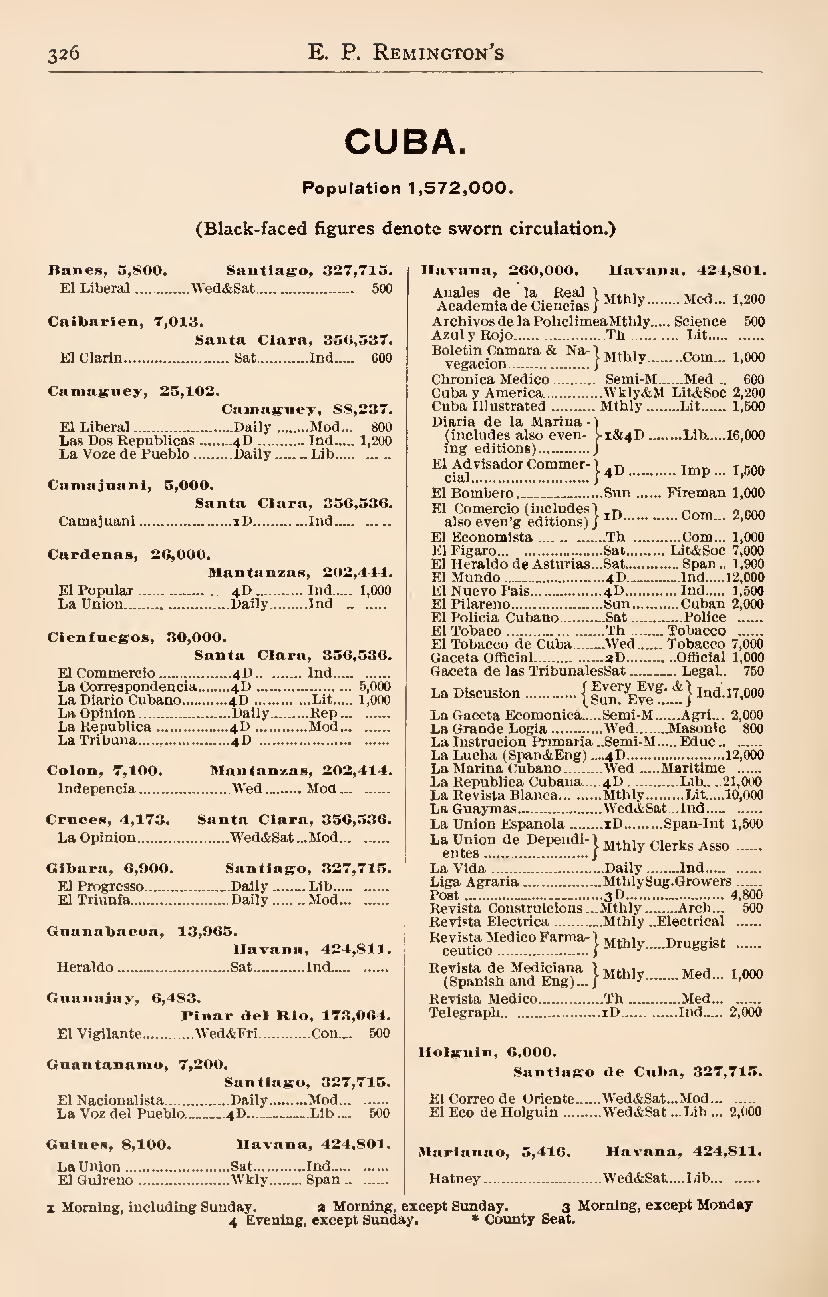 326 E. P. Remington's
CUBA.
Population 1,572,000.
(Black-faced figures denote sworn circulation.)
Banes, 5,800. Santiago, 327,715.
El Liberal ............Wed&Sat..................... 500
Caibarien, 7,013.
Santa Clara, 356,537.
El Clarin...................... Sat...........Ind..... 600
Camaguey, 25,102.
Camaguey, 88,237.
El Liberal .....................Daily .......Mod... 800
Las Dos Republicas .......4D .......... Ind..... 1,200
La Voze de Pueblo ........Daily ...... Lib..... ......
Camajuani, 5,000.
Santa Clara, 356,536.
Camajuani ....................1D...........Ind..... ......
Cardenas, 26,000.
Mantanzas, 202,444.
El Popular ................ 4D...........Ind..... 1,000
La Union......................Daily........Ind .. ......
Cienfuegos, 30,000.
Santa Clara, 356,536.
El Commercio ................4D........... Ind..... ......
La Correspondencia.......4D .................... 5,000
La Diario Cubano..........4D ...........Lit..... 1,000
La Opinion ....................Daily........Rep ... ......
La Republica ................4D ...........Mod... ......
La Tribuna....................4D .................... ......
Colon, 7,100. Mantanzas, 202,414.
Indepencia....................Wed........ Mod ... ......
Cruces, 4,173. Santa Clara, 356,536.
La Opinion....................Wed&Sat...Mod... ......
Gibara, 6,900. Santiago, 327,715.
El Progresso..................Daily .......Lib..... ......
El Triunfa.....................Daily .......Mod... ......
Guanabacoa, 13,965.
Havana, 424,811.
Heraldo ........................Sat...........Ind..... ......
Guanajay, 6,483.
Pinar del Rio, 173,064.
El Vigilante...........Wed&Fri...........Con... 500
Guantanamo, 7,200.
Santiago, 327,715.
El Nacionalista..............Daily........Mod... ......
La Voz del Pueblo.........4D............Lib ... 500
Guines, 8,100. Havana, 424,801.
La Union ......................Sat...........Ind..... ......
El Guireno ....................Wkly........ Span .. ......
Havana, 260,000. Havana, 424,801.
Anales de la Real
Academia de Ciencias } Mthly........Med... 1,200
Archivos de la Policlimea Mthly..... Science 500
Azul y Rojo....................Th ........... Lit..... ......
Boletin Camara & Na-
vegacion................... } Mthly........Com... 1,000
Chronica Medico ......... Semi-M......Med .. 600
Cuba y America............Wkly&M Lit&Soc 2,200
Cuba Illustrated .......... Mthly ........Lit...... 1,500
Diaria de la Marina -
(includes also even-
ing editions)............ } 1&4D ........Lib.....16,000
El Advisador Commer-
cial......................... } 4D............ Imp ... 1,500
El Bombero ..................Sun ...... Fireman 1,000
El Comercio (includes
also even'g editions) } 1D............ Com... 2,600
El Economista ..............Th ............Com... 1,000
El Figaro... ..................Sat......... Lit&Soc 7,000
El Heraldo de Asturias...Sat........... Span .. 1,900
El Mundo .....................4D............Ind.....12,000
El Nuevo Pais...............4D............Ind..... 1,500
El Pilareno...................Sun...........Cuban 2,000
El Policia Cubano.........Sat ...........Police ......
El Tobaco .....................Th ....... Tobacco ......
El Tobacco de Cuba.......Wed...... Tobacco 7,000
Gaceta Official...............2D...........Official 1,000
Gaceta de las Tribunales Sat ...........Legal.. 750
La Discusion ........... { Every Evg. &
Sun. Eve ...... } Ind.17,000
La Gaceta Ecomonica....Semi-M......Agri... 2,000
La Grande Logia ...........Wed.......Masonic 800
La Instrucion Primaria ..Semi-M..... Educ .. ......
La Lucha (Span&Eng) ....4D.......................12,000
La Marina Cubano.........Wed .....Maritime ......
La Republica Cubana.... 4D............Lib....21,000
La Revista Blanca... ......Mthly.........Lit.....10,000
La Guaymas..................Wed&Sat...Ind..... ......
La Union Espanola .......1D........Span-Int 1,500
La Union de Dependi-
entes ...................... } Mthly Clerks Asso ......
La Vida .......................Daily ........Ind..... ......
Liga Agraria ................Mthly Sug.Growers ......
Post .............................3D....................... 4,800
Revista Construicions ...Mthly ........Arch... 500
Revista Electrica ..........Mthly ..Electrical ......
Revista Medico Farma-
ceutico ................... } Mthly.....Druggist ......
Revista de Mediciana
(Spanish and Eng)... } Mthly........ Med... 1,000
Revista Medico.............Th ............Med... ......
Telegraph.. ..................1D............Ind..... 2,000
Holguin, 6,000.
Santiago de Cuba, 327,715.
El Correo de Oriente.....Wed&Sat...Mod... ......
El Eco de Holguin ........Wed&Sat ...Lib ... 2,000
Marianao, 5,416. Havana, 424,811.
Hatney.........................Wed&Sat....Lib... ......
1 Morning, including Sunday. 2 Morning, except Sunday. 3 Morning, except Monday
4 Evening, except Sunday. * County Seat.